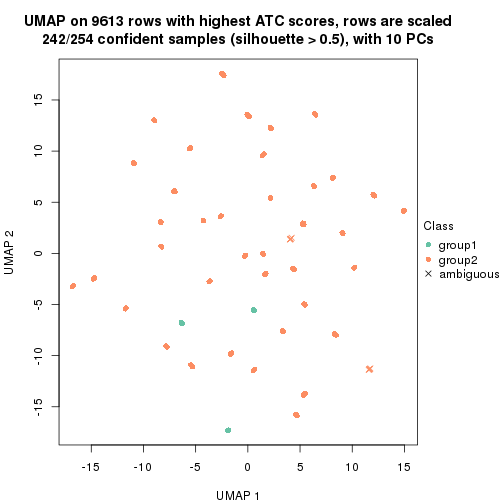 UMAP on 9613 rows with highest ATC scores, rows are scaled
242/254 confident samples (silhouette > 0.5), with 10 PCs
UMAP 2
15
10
5
0
-5
-10
-15
-15
-10
-5
0
5
10
15
UMAP 1
Class
group1
group2
ambiguous